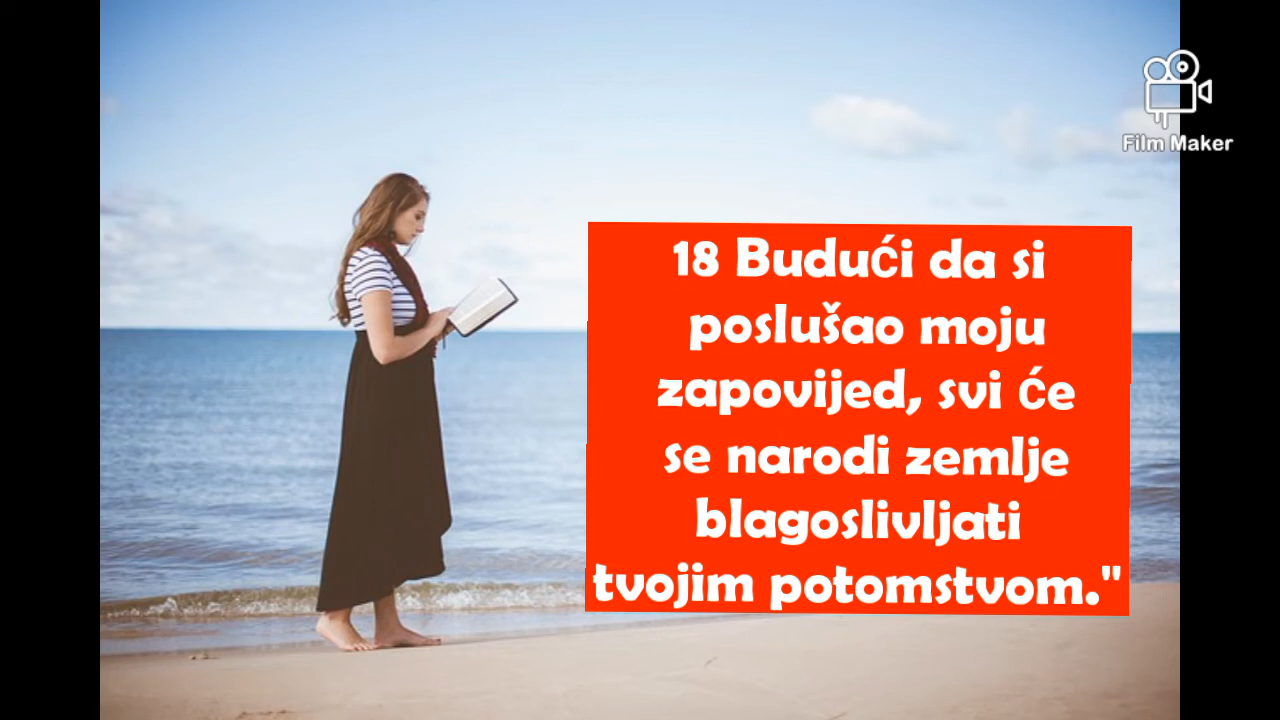 Film Maker
18 Budući da si
poslušao moju
zapovijed, svi će
se narodi zemlje
blagoslivljati
tvojim potomstvom."